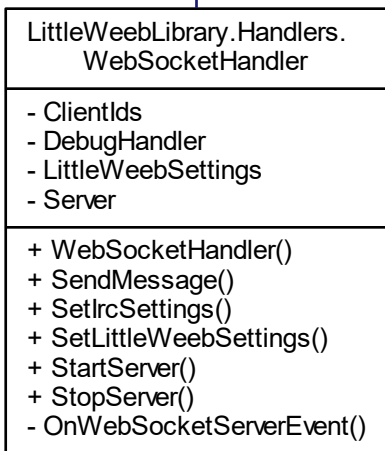 LittleWeebLibrary.Handlers.
WebSocketHandler
- ClientIds
- DebugHandler
- LittleWeebSettings
- Server
+ WebSocketHandler()
+ SendMessage()
+ SetIrcSettings()
+ SetLittleWeebSettings()
+ StartServer()
+ StopServer()
- OnWebSocketServerEvent()